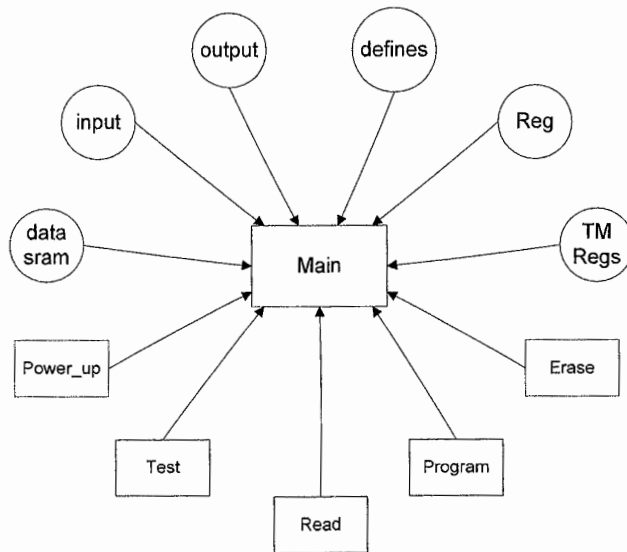 output
defines
input
Reg
data
sram
Main
TM
Regs
Power_up
Erase
Test
Program
Read